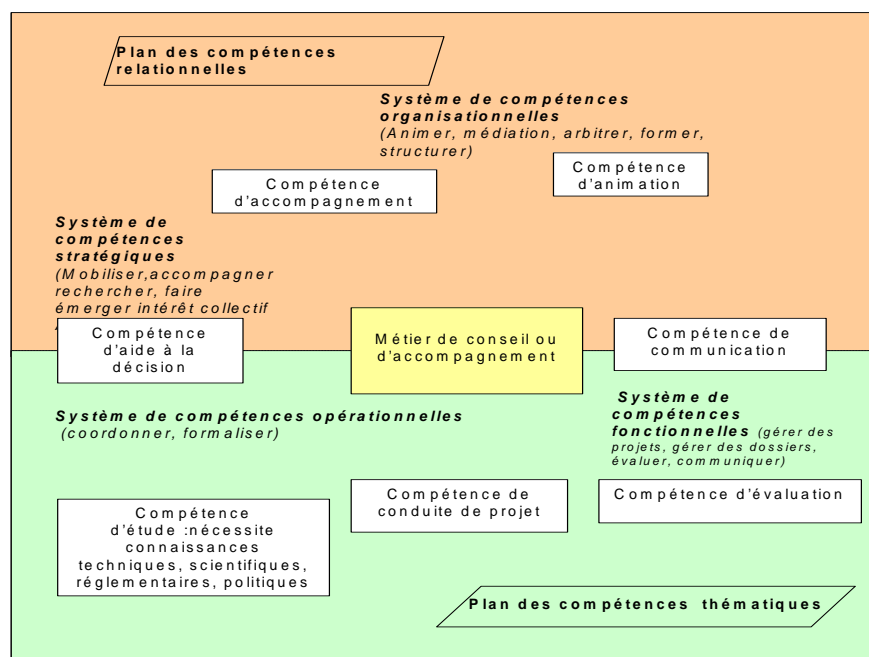 Plan des compétences
relationnelles
Système de compétences
organisationnelles
(Animer, médiation, arbitrer, former,
structurer)
Compétence
d'accompagnement
Compétence
d'animation
Système de
compétences
stratégiques
(Mobiliser,accompagner
rechercher, faire
émerger intérêt collectif
Compétence
d'aide à la
décision
Métier de conseil ou
d'accompagnement
Compétence de
communication
Système de compétences opérationnelles
(coordonner, formaliser)
Système de
compétences
fonctionnelles (gérer des
projets, gérer des dossiers,
évaluer, communiquer)
Compétence
d'étude :nécessite
connaissances
techniques, scientifiques,
réglementaires, politiques
Compétence de
conduite de projet
Compétence d'évaluation
Plan des compétences thématiques